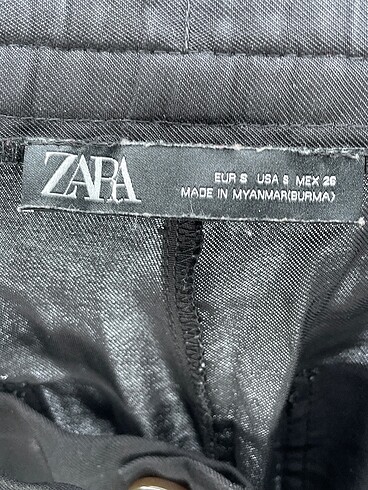 ZARA
EUR S USA S MEX 26
MADE IN MYANMAR(BURMA)